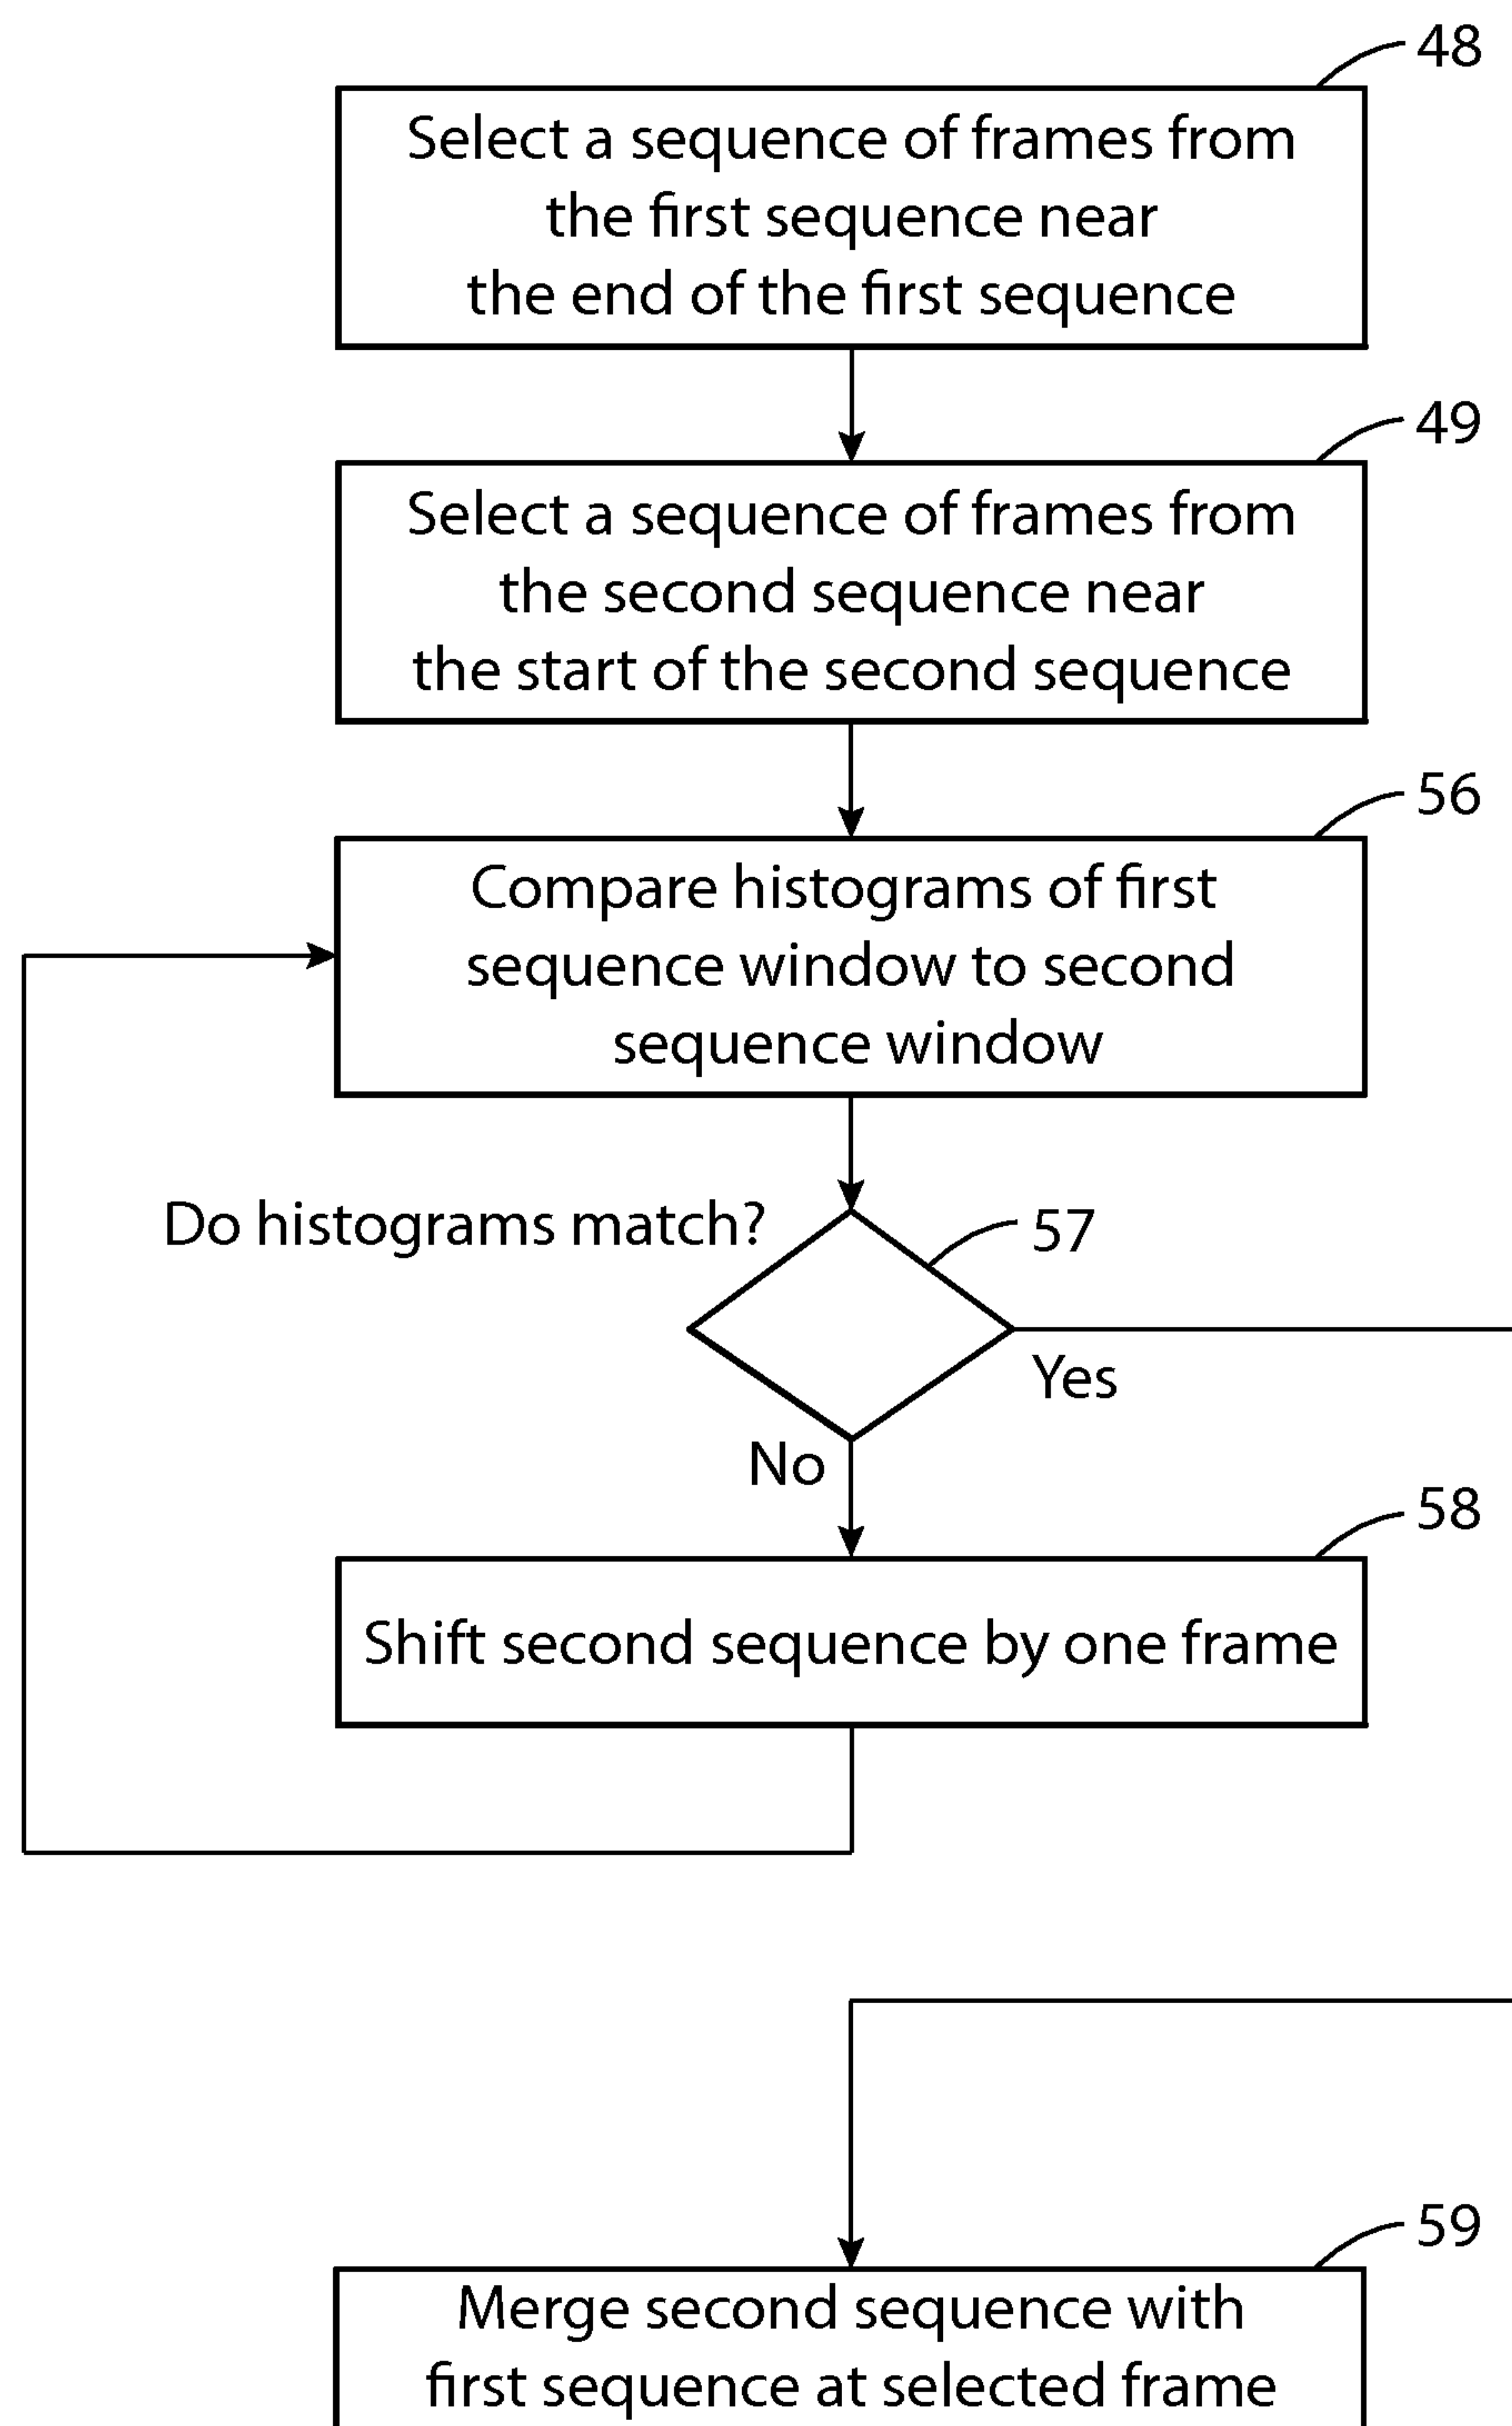 48
Select a sequence of frames from
the first sequence near
the end of the first sequence
49
Select a sequence of frames from
the second sequence near
the start of the second sequence
56
Compare histograms of first
sequence window to second
sequence window
Do histograms match?
57
Yes
No
58
Shift second sequence by one frame
59
Merge second sequence with
first sequence at selected frame